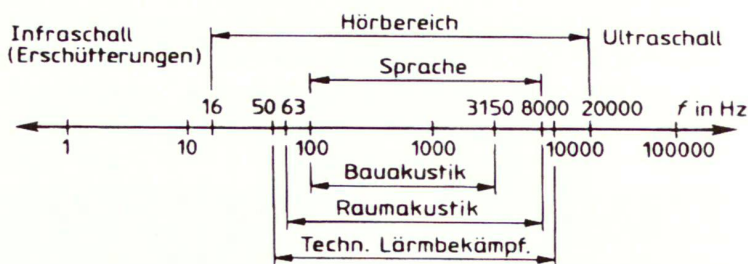 Infraschall
(Erschütterungen)
Hörbereich
Ultraschall
Sprache
16 50 63 3150 8000 20000 f in Hz
1 10 100 1000 10000 100000
Bauakustik
Raumakustik
Techn. Lärmbekämpf.